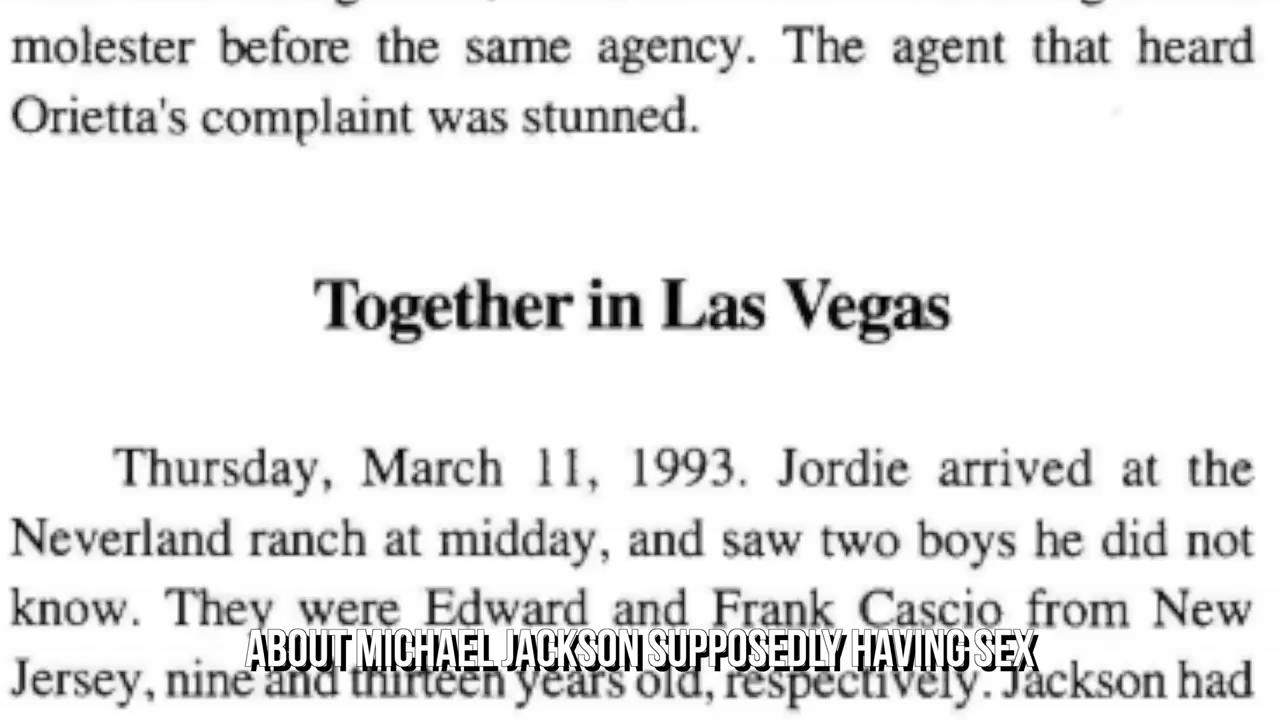 molester before the same agency. The agent that heard
Orietta's complaint was stunned.
Together in Las Vegas
Thursday, March 11, 1993. Jordie arrived at the
Neverland ranch at midday, and saw two boys he did not
know. They were Edward and Frank Cascio from New
ABOUT MICHAEL JACKSON SUPPOSEDLY HAVING SEX
Jersey, nine and thirteen years old, respectively. Jackson had